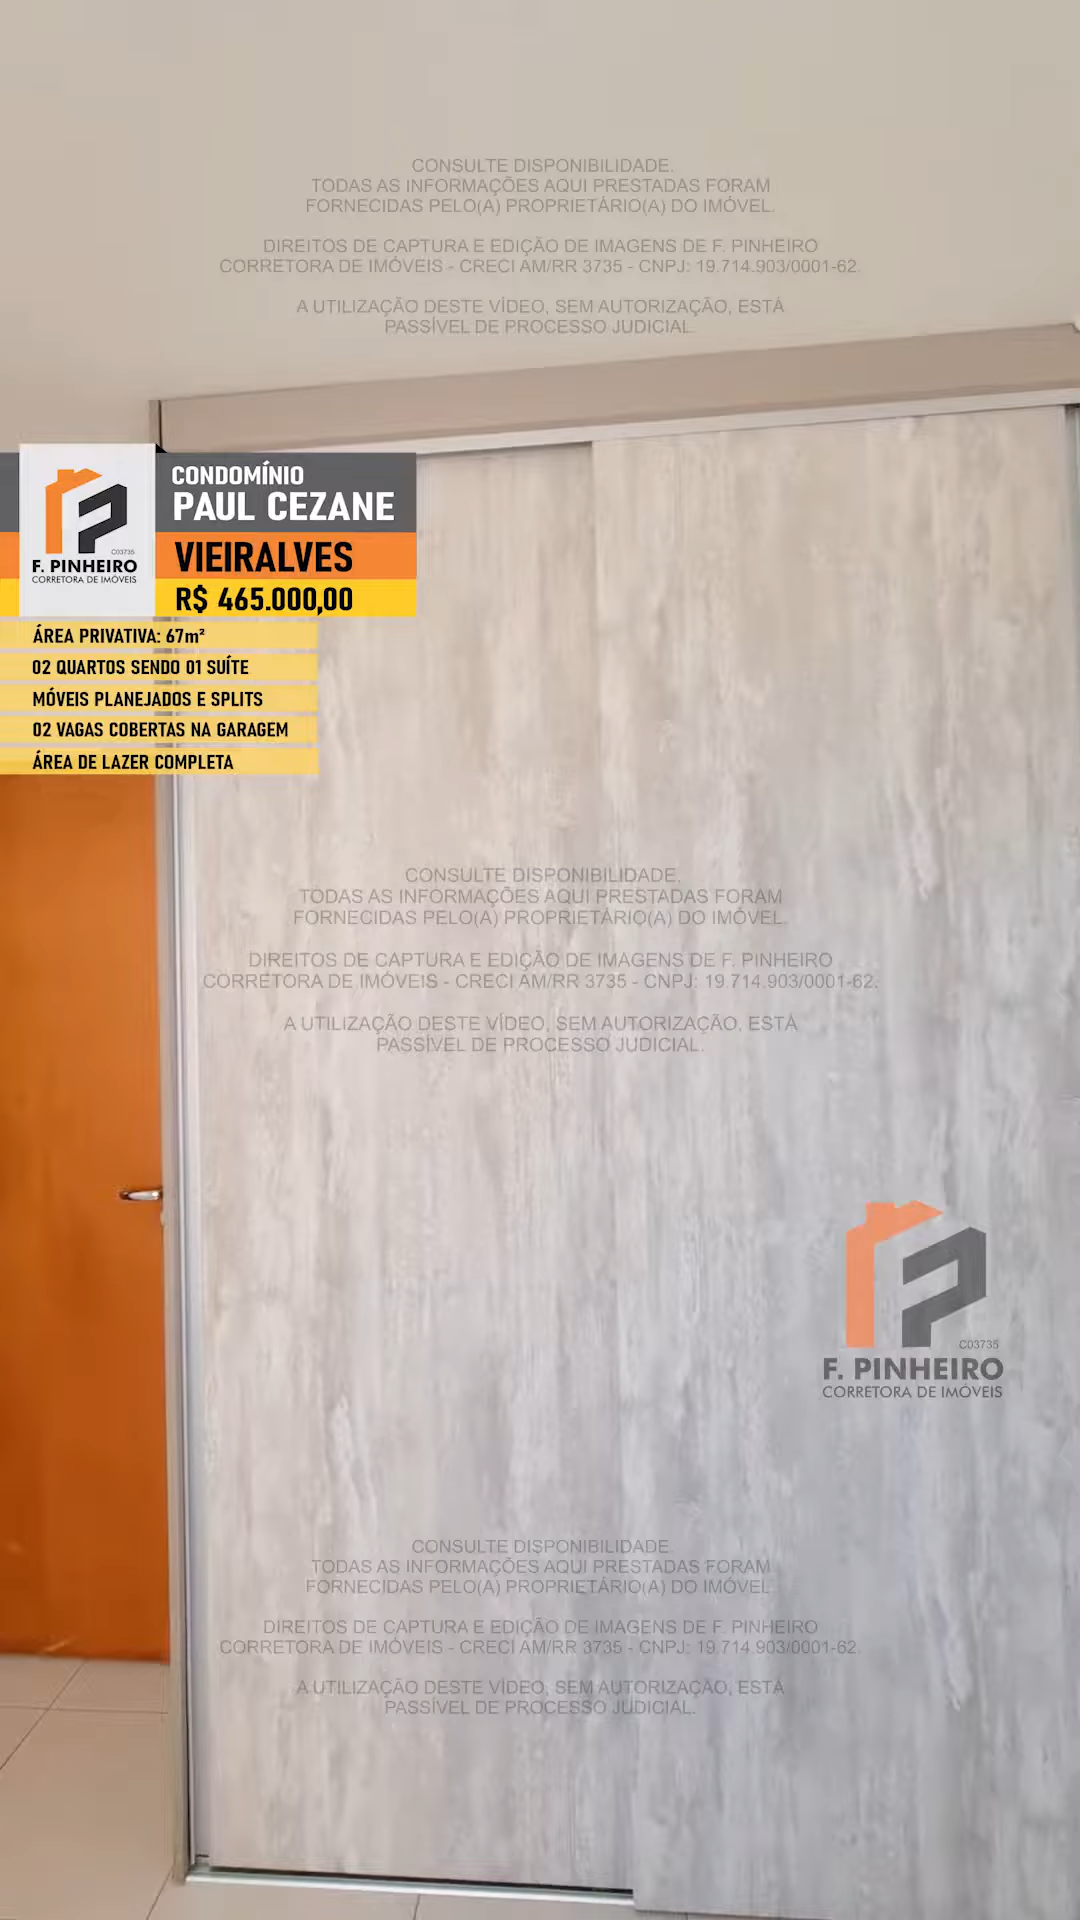 CONSULTE DISPONIBILIDADE.
TODAS AS INFORMAÇÕES AQUI PRESTADAS FORAM
FORNECIDAS PELO(A) PROPRIETÁRIO(A) DO IMÓVEL.
DIREITOS DE CAPTURA E EDIÇÃO DE IMAGENS DE F. PINHEIRO
CORRETORA DE IMÓVEIS - CRECI AM/RR 3735 - CNPJ: 19.714.903/0001-62.
A UTILIZAÇÃO DESTE VÍDEO, SEM AUTORIZAÇÃO, ESTÁ
PASSÍVEL DE PROCESSO JUDICIAL.
C03735
F. PINHEIRO
CORRETORA DE IMÓVEIS
CONDOMÍNIO
PAUL CEZANE
VIEIRALVES
R$ 465.000,00
ÁREA PRIVATIVA: 67m²
02 QUARTOS SENDO 01 SUÍTE
MÓVEIS PLANEJADOS E SPLITS
02 VAGAS COBERTAS NA GARAGEM
ÁREA DE LAZER COMPLETA
CONSULTE DISPONIBILIDADE.
TODAS AS INFORMAÇÕES AQUI PRESTADAS FORAM
FORNECIDAS PELO(A) PROPRIETÁRIO(A) DO IMÓVEL.
DIREITOS DE CAPTURA E EDIÇÃO DE IMAGENS DE F. PINHEIRO
CORRETORA DE IMÓVEIS - CRECI AM/RR 3735 - CNPJ: 19.714.903/0001-62.
A UTILIZAÇÃO DESTE VÍDEO, SEM AUTORIZAÇÃO, ESTÁ
PASSÍVEL DE PROCESSO JUDICIAL.
C03735
F. PINHEIRO
CORRETORA DE IMÓVEIS
CONSULTE DISPONIBILIDADE.
TODAS AS INFORMAÇÕES AQUI PRESTADAS FORAM
FORNECIDAS PELO(A) PROPRIETÁRIO(A) DO IMÓVEL.
DIREITOS DE CAPTURA E EDIÇÃO DE IMAGENS DE F. PINHEIRO
CORRETORA DE IMÓVEIS - CRECI AM/RR 3735 - CNPJ: 19.714.903/0001-62.
A UTILIZAÇÃO DESTE VÍDEO, SEM AUTORIZAÇÃO, ESTÁ
PASSÍVEL DE PROCESSO JUDICIAL.